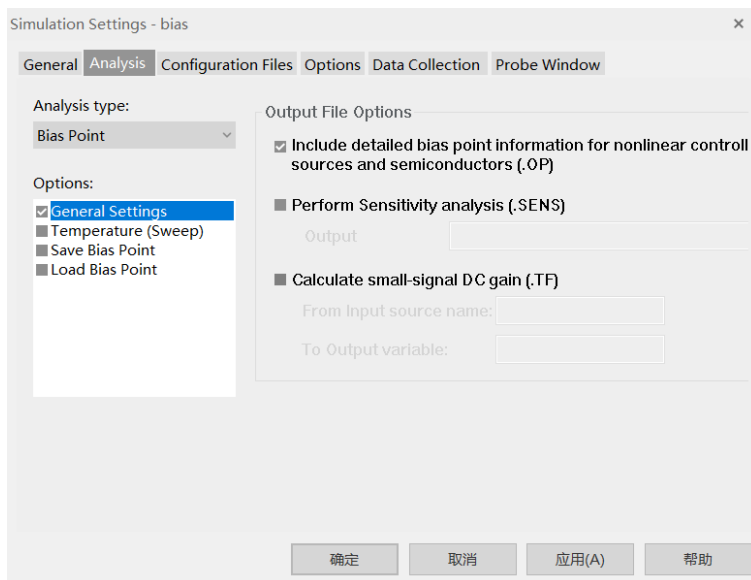 Simulation Settings - bias
General Analysis Configuration Files Options Data Collection Probe Window
Analysis type:
Bias Point
Options:
General Settings
Temperature (Sweep)
Save Bias Point
Load Bias Point
Output File Options
Include detailed bias point information for nonlinear controll
sources and semiconductors (.OP)
Perform Sensitivity analysis (.SENS)
Output
Calculate small-signal DC gain (.TF)
From Input source name:
To Output variable:
确定 取消 应用(A) 帮助